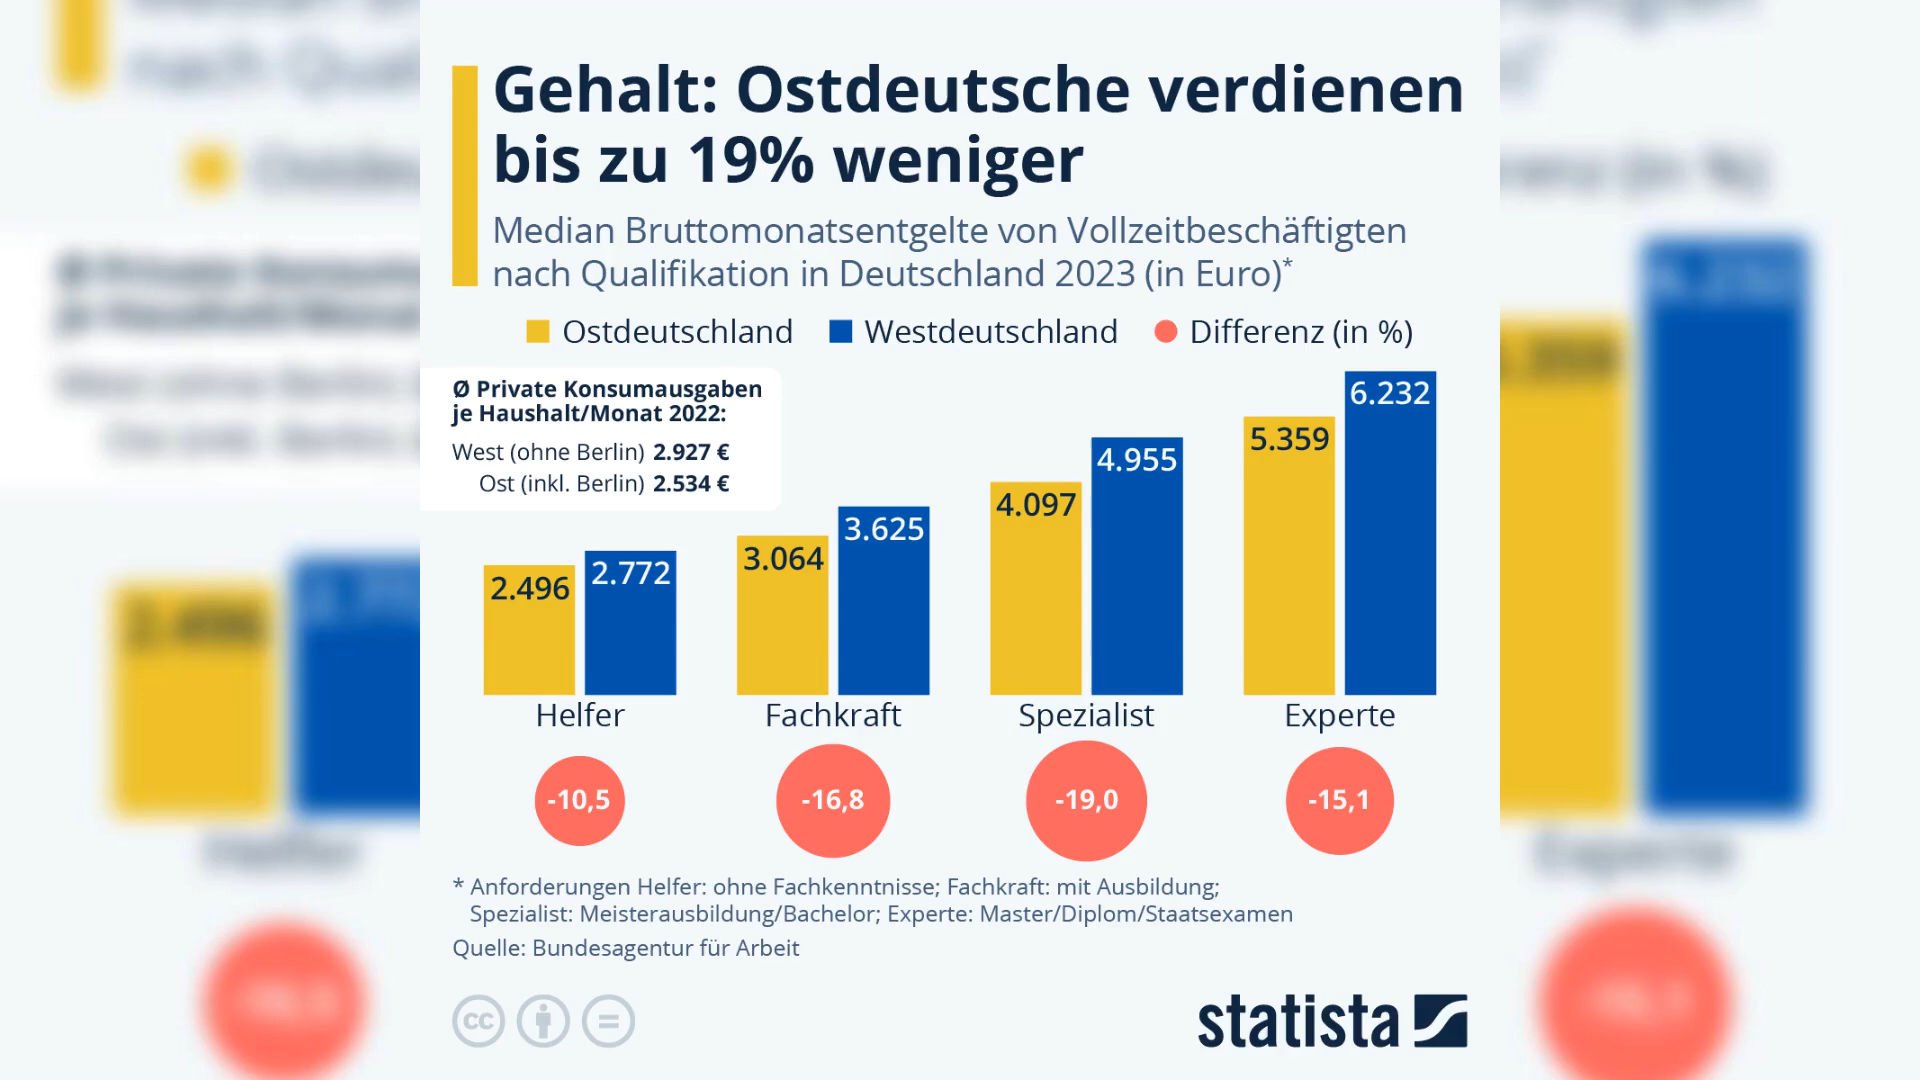 Gehalt: Ostdeutsche verdienen
bis zu 19% weniger
Median Bruttomonatsentgelte von Vollzeitbeschäftigten
nach Qualifikation in Deutschland 2023 (in Euro)*
Ostdeutschland Westdeutschland Differenz (in %)
Ø Private Konsumausgaben
je Haushalt/Monat 2022:
West (ohne Berlin) 2.927 €
Ost (inkl. Berlin) 2.534 €
2.496 2.772 3.064 3.625 4.097 4.955 5.359 6.232
Helfer Fachkraft Spezialist Experte
-10,5 -16,8 -19,0 -15,1
* Anforderungen Helfer: ohne Fachkenntnisse; Fachkraft: mit Ausbildung;
Spezialist: Meisterausbildung/Bachelor; Experte: Master/Diplom/Staatsexamen
Quelle: Bundesagentur für Arbeit
cc
statista